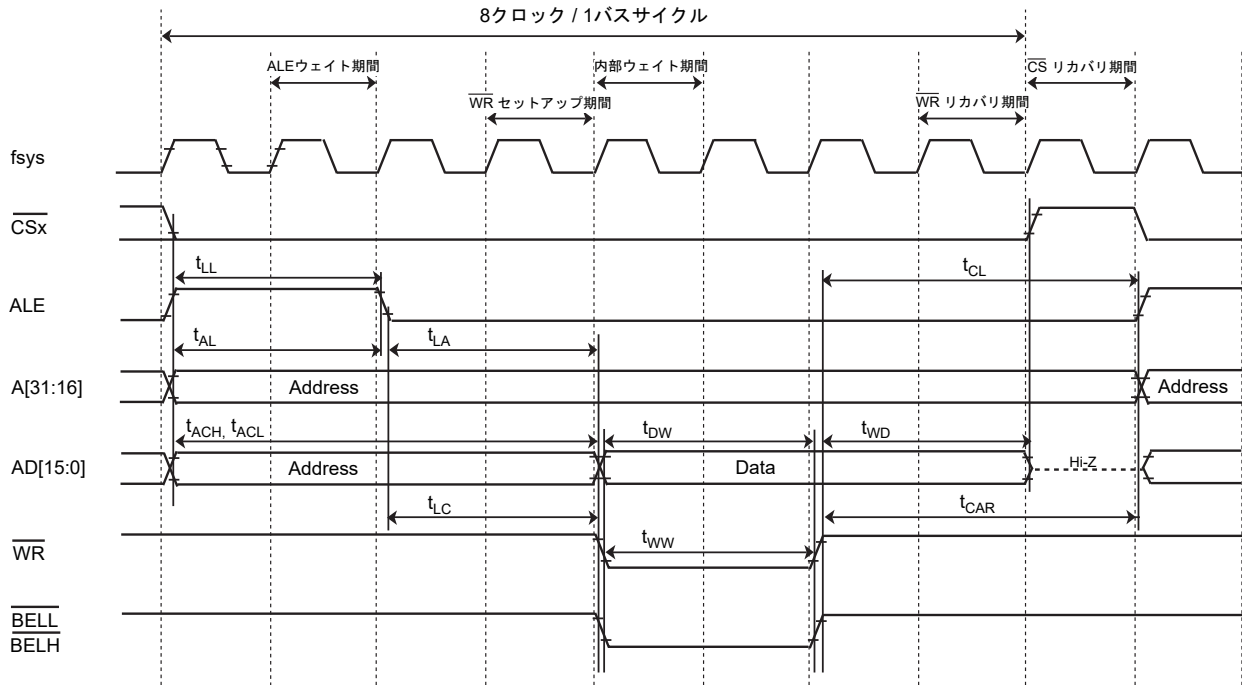 8クロック / 1バスサイクル
ALEウェイト期間
内部ウェイト期間
CS リカバリ期間
WR セットアップ期間
WR リカバリ期間
fsys
CSx
tLL
tCL
ALE
tAL
tLA
A[31:16]
Address
Address
tACH, tACL
tDW
tWD
AD[15:0]
Address
Data
Hi-Z
tLC
tCAR
WR
tWW
BELL
BELH